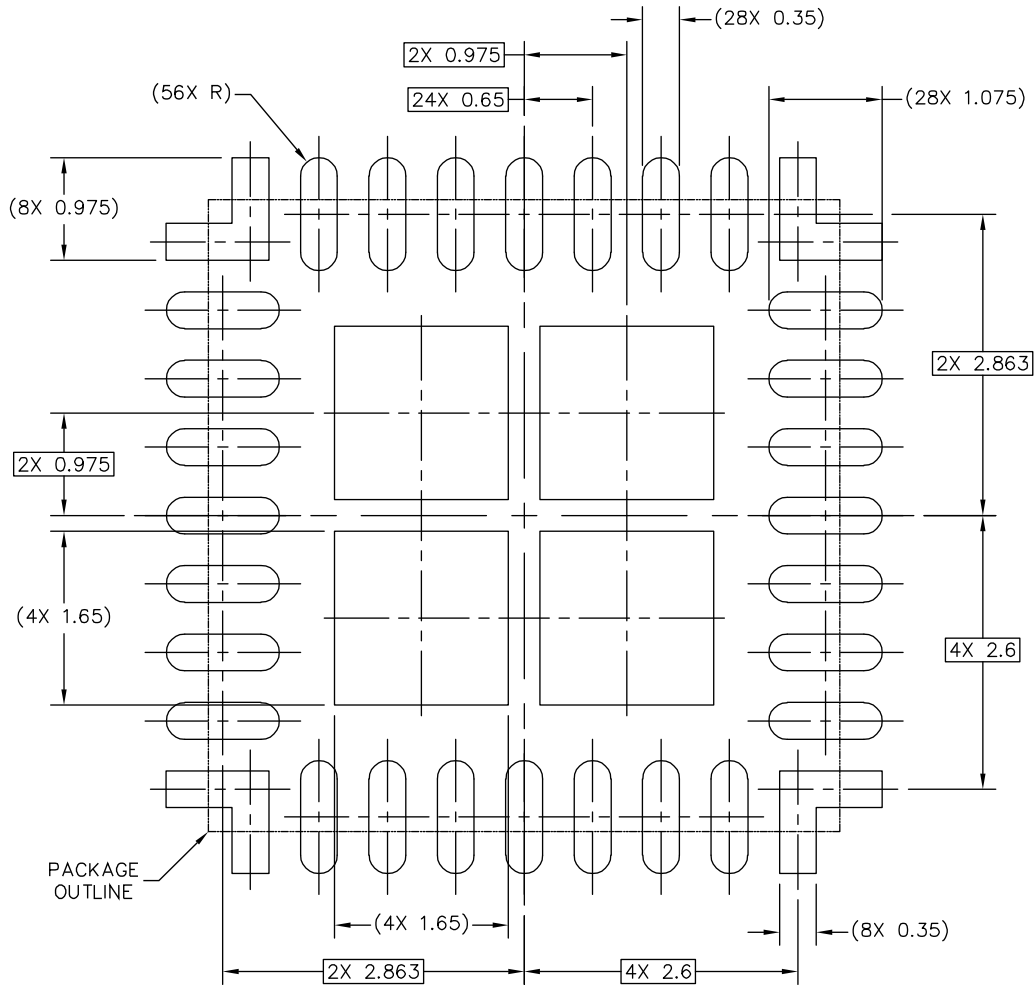 (28X 0.35)
2X 0.975
(56X R)
24X 0.65
(28X 1.075)
(8X 0.975)
2X 2.863
2X 0.975
(4X 1.65)
4X 2.6
PACKAGE
OUTLINE
(4X 1.65)
(8X 0.35)
2X 2.863
4X 2.6